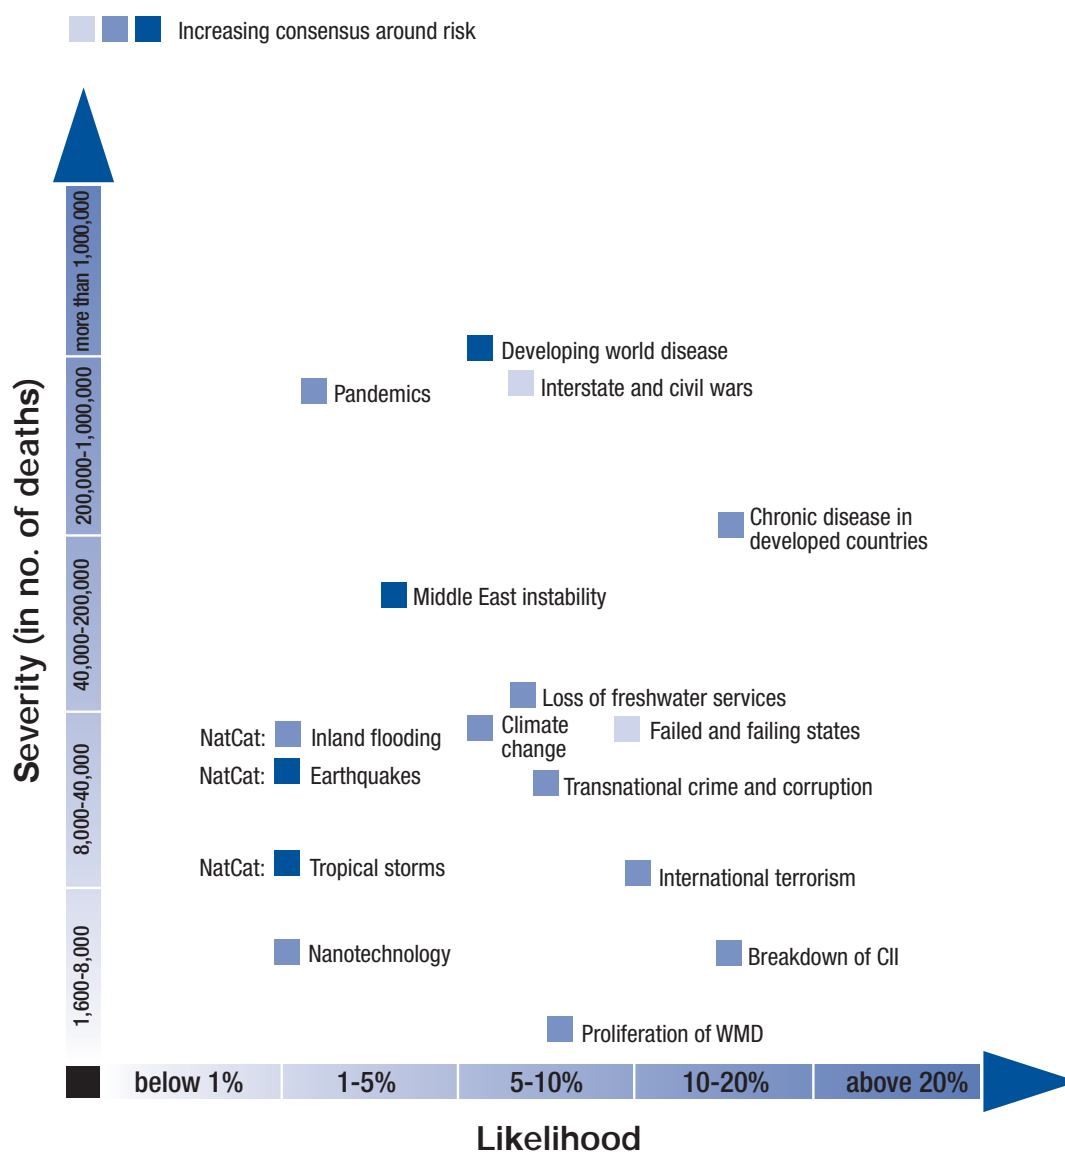 Increasing consensus around risk
Severity (in no. of deaths)
more than 1,000,000
200,000-1,000,000
40,000-200,000
8,000-40,000
1,600-8,000
Developing world disease
Interstate and civil wars
Pandemics
Chronic disease in
developed countries
Middle East instability
Loss of freshwater services
Climate
change
Failed and failing states
NatCat: Inland flooding
NatCat: Earthquakes
Transnational crime and corruption
NatCat: Tropical storms
International terrorism
Nanotechnology
Breakdown of CII
Proliferation of WMD
below 1%
1-5%
5-10%
10-20%
above 20%
Likelihood